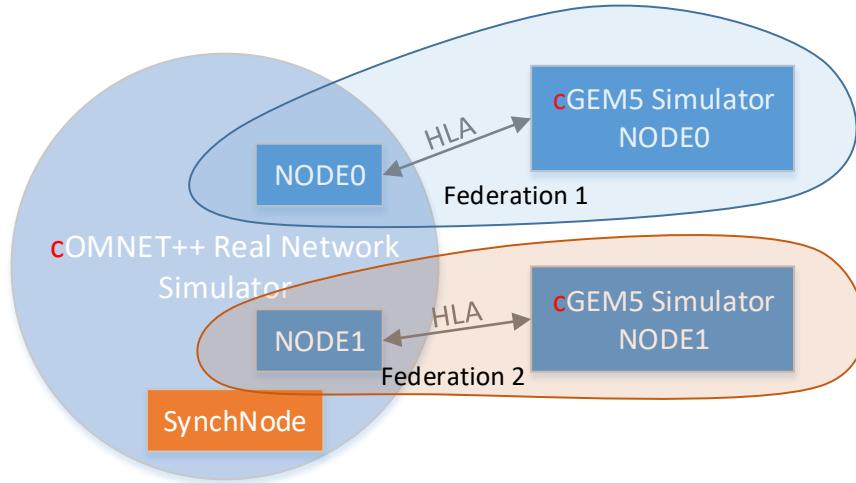 cGEM5 Simulator
NODE0
HLA
NODE0
Federation 1
cOMNET++ Real Network
Simulator
cGEM5 Simulator
NODE1
HLA
NODE1
Federation 2
SynchNode